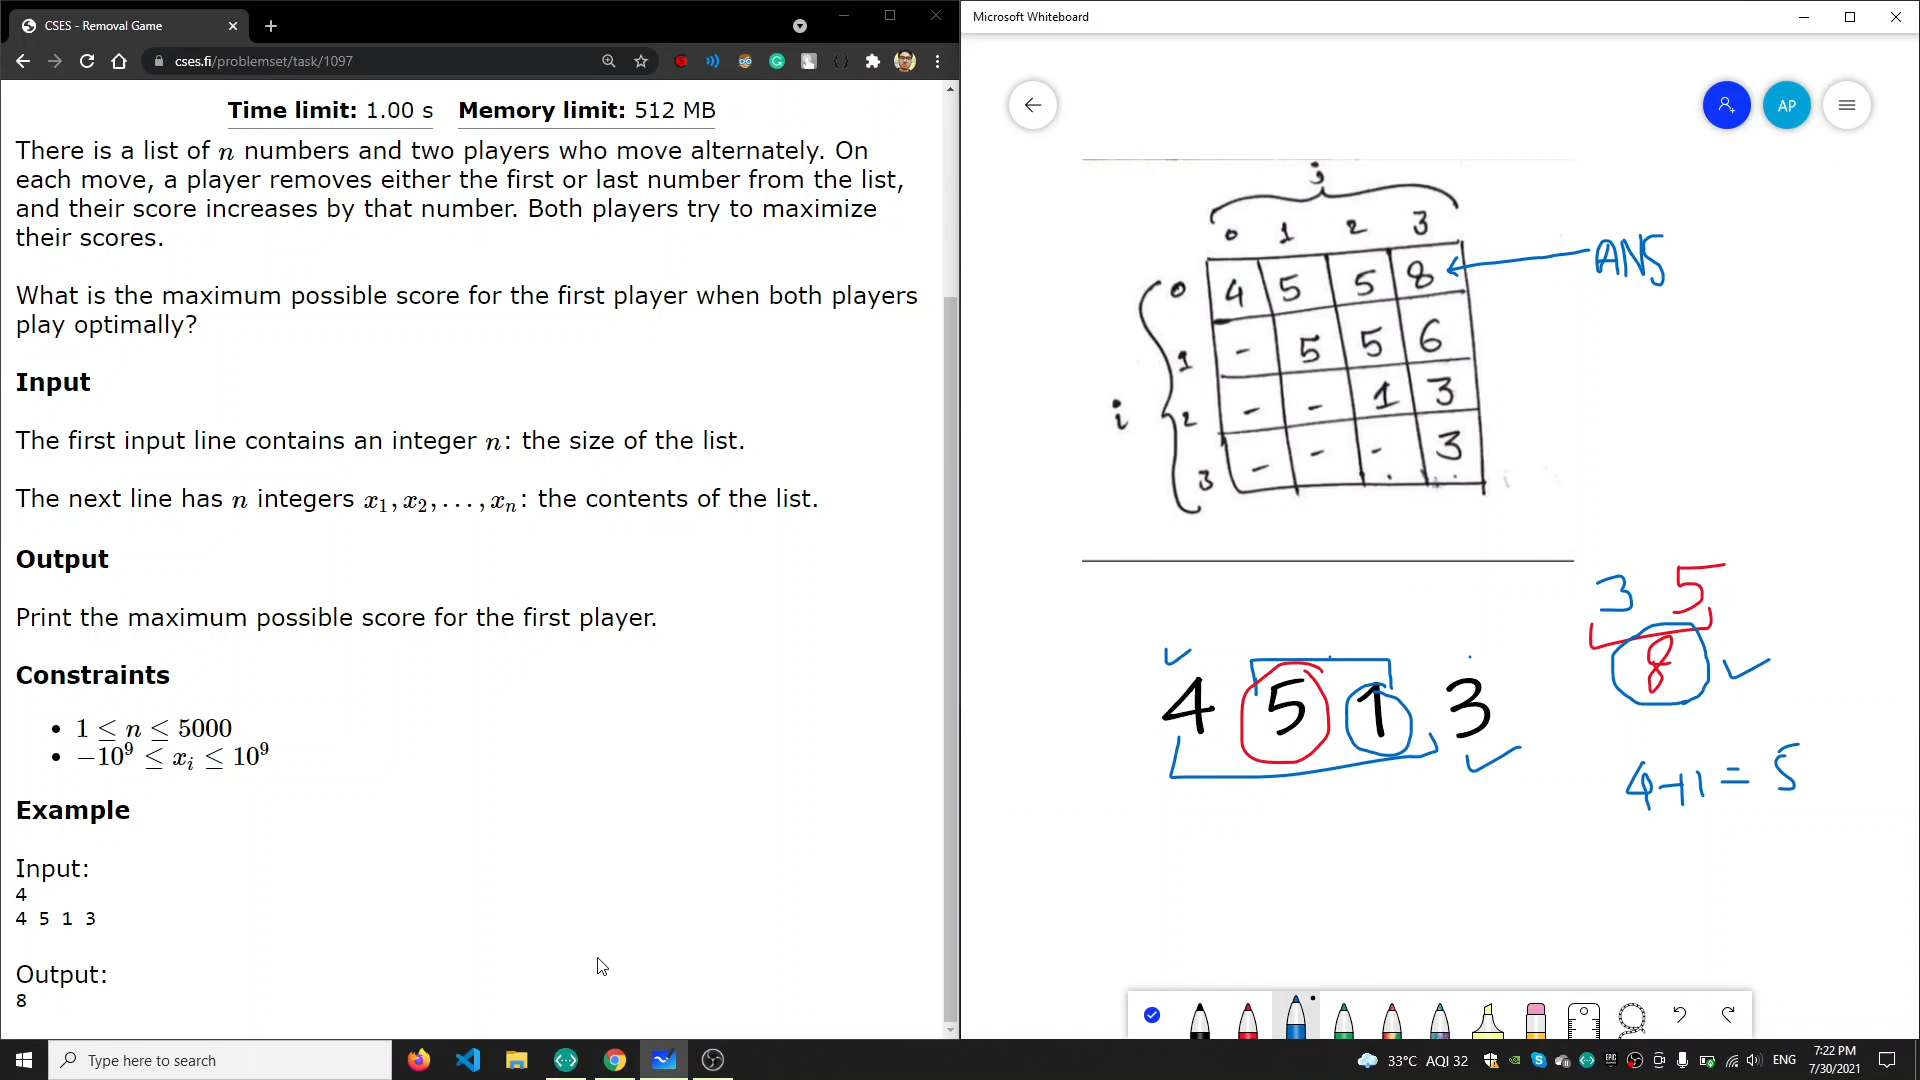 CSES - Removal Game
cses.fi/problemset/task/1097
Time limit: 1.00 s Memory limit: 512 MB
There is a list of n numbers and two players who move alternately. On
each move, a player removes either the first or last number from the list,
and their score increases by that number. Both players try to maximize
their scores.
What is the maximum possible score for the first player when both players
play optimally?
Input
The first input line contains an integer n: the size of the list.
The next line has n integers x₁, x₂, . . . , xₙ: the contents of the list.
Output
Print the maximum possible score for the first player.
Constraints
• 1 ≤ n ≤ 5000
• −10⁹ ≤ xᵢ ≤ 10⁹
Example
Input:
4
4 5 1 3
Output:
8
Microsoft Whiteboard
AP
j
0 1 2 3
0 4 5 5 8 ANS
1 - 5 5 6
i
2 - - 1 3
3 - - - 3
3 5
8
4 5 1 3
4+1 = 5
Type here to search
33°C AQI 32
ENG
7:22 PM
7/30/2021